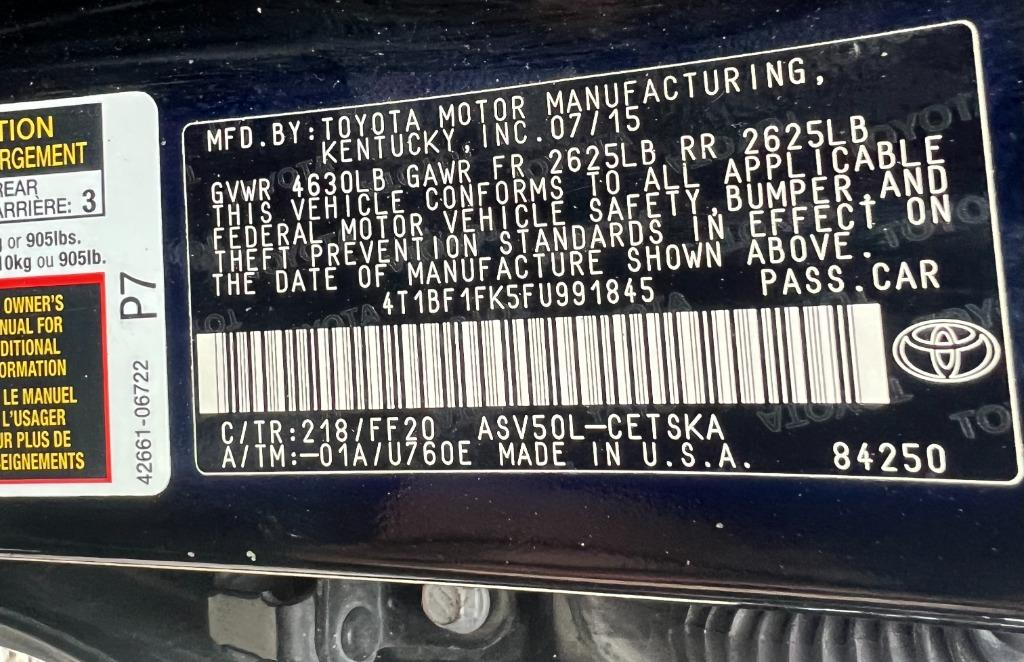 TION
RGEMENT
REAR
ARRIÈRE: 3
g or 905lbs.
10kg ou 905lb.
OWNER'S
NUAL FOR
DITIONAL
ORMATION
LE MANUEL
L'USAGER
UR PLUS DE
SEIGNEMENTS
P7
42661-06722
MFD.BY:TOYOTA MOTOR MANUFACTURING,
KENTUCKY, INC.07/15
GVWR 4630LB GAWR FR 2625LB RR 2625LB
THIS VEHICLE CONFORMS TO ALL APPLICABLE
FEDERAL MOTOR VEHICLE SAFETY,BUMPER,AND
THEFT PREVENTION STANDARDS IN EFFECT ON
THE DATE OF MANUFACTURE SHOWN ABOVE.
4T1BF1FK5FU991845 PASS.CAR
C/TR:218/FF20 ASV50L-CETSKA
A/TM:-01A/U760E MADE IN U.S.A. 84250